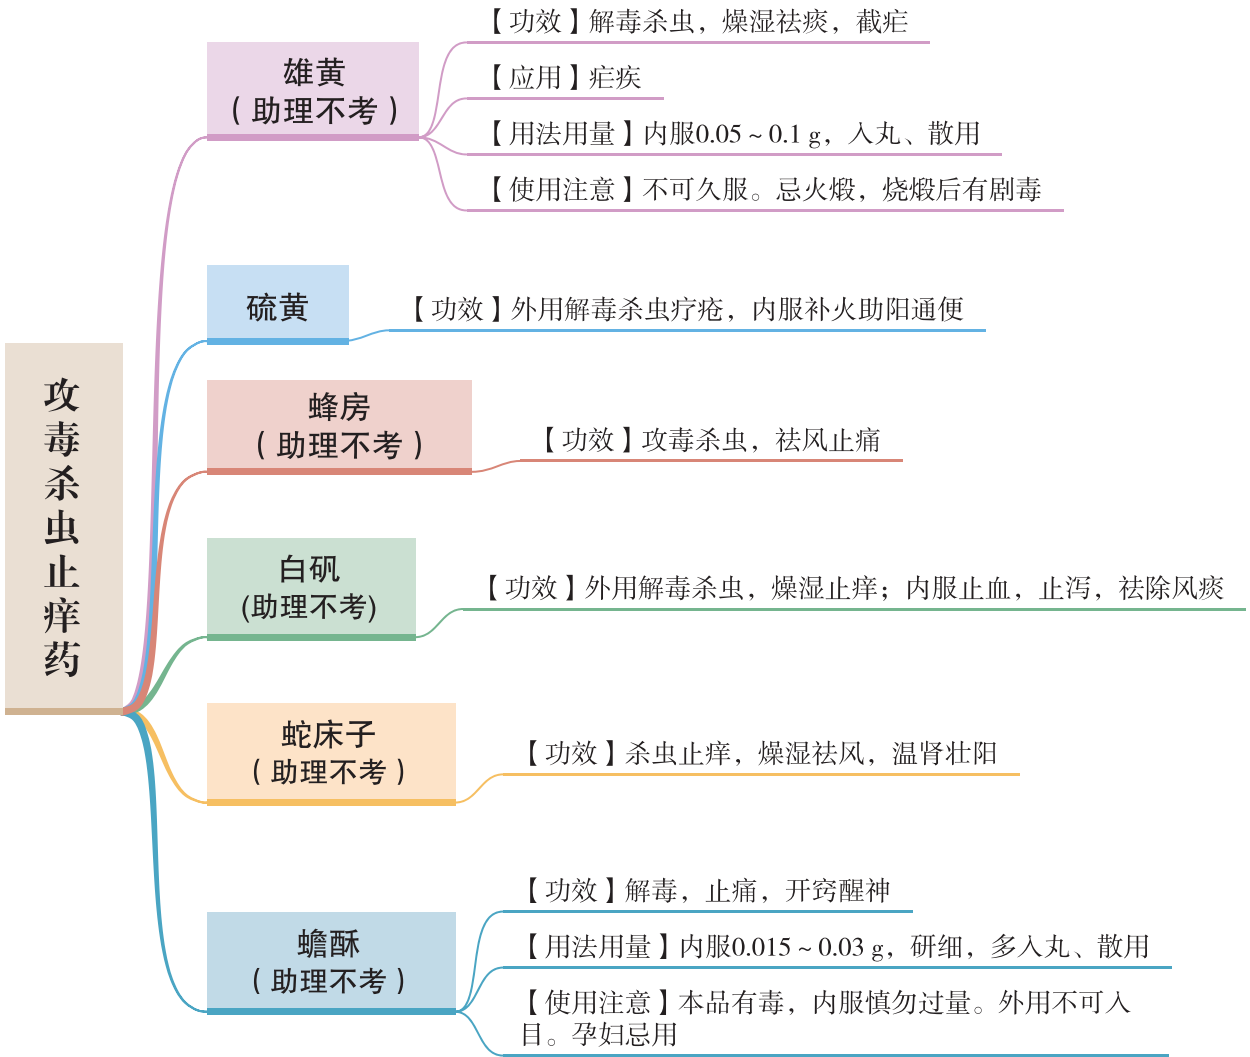 攻毒杀虫止痒药
雄黄
（助理不考）
【功效】解毒杀虫，燥湿祛痰，截疟
【应用】疟疾
【用法用量】内服0.05～0.1 g，入丸、散用
【使用注意】不可久服。忌火煅，烧煅后有剧毒
硫黄
【功效】外用解毒杀虫疗疮，内服补火助阳通便
蜂房
（助理不考）
【功效】攻毒杀虫，祛风止痛
白矾
(助理不考)
【功效】外用解毒杀虫，燥湿止痒；内服止血，止泻，祛除风痰
蛇床子
（助理不考）
【功效】杀虫止痒，燥湿祛风，温肾壮阳
蟾酥
（助理不考）
【功效】解毒，止痛，开窍醒神
【用法用量】内服0.015～0.03 g，研细，多入丸、散用
【使用注意】本品有毒，内服慎勿过量。外用不可入
目。孕妇忌用